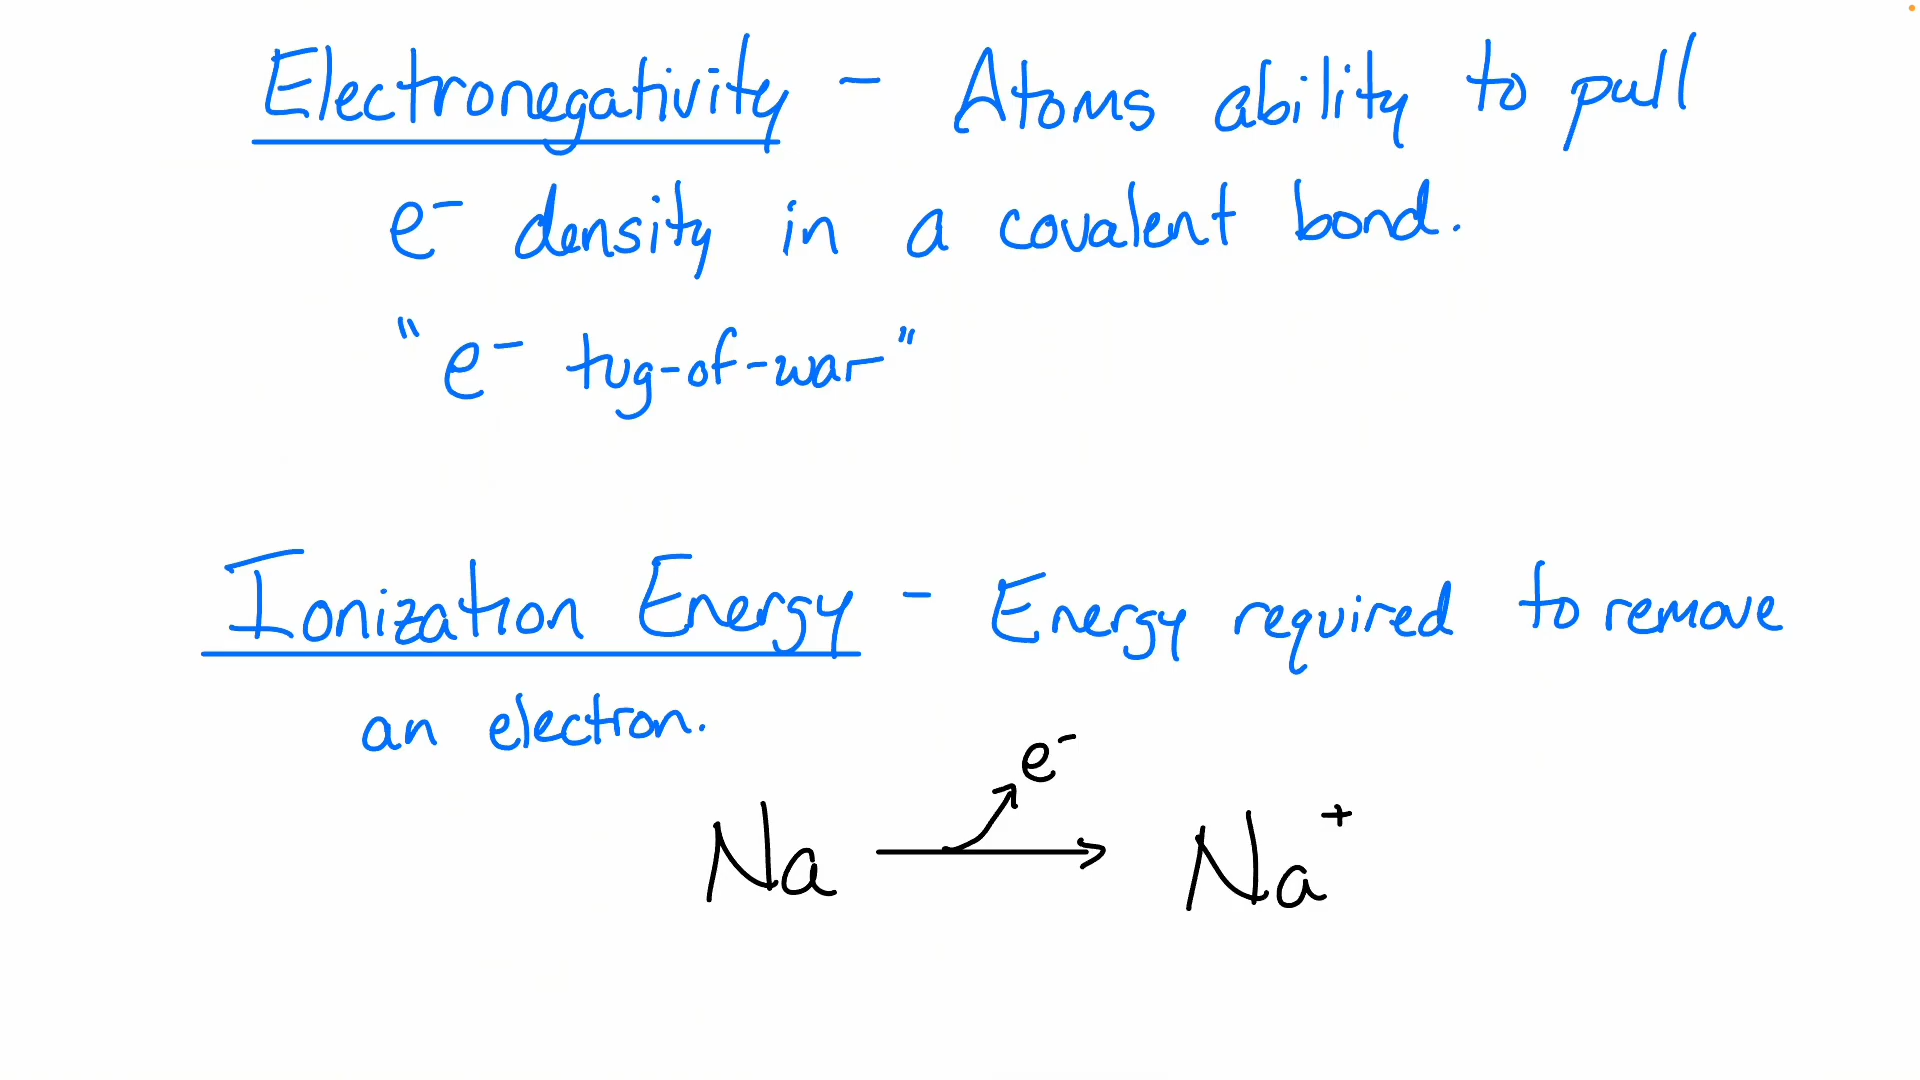 Electronegativity - Atoms ability to pull
e⁻ density in a covalent bond.
"e⁻ tug-of-war"
Ionization Energy - Energy required to remove
an electron.
e⁻
Na → Na⁺